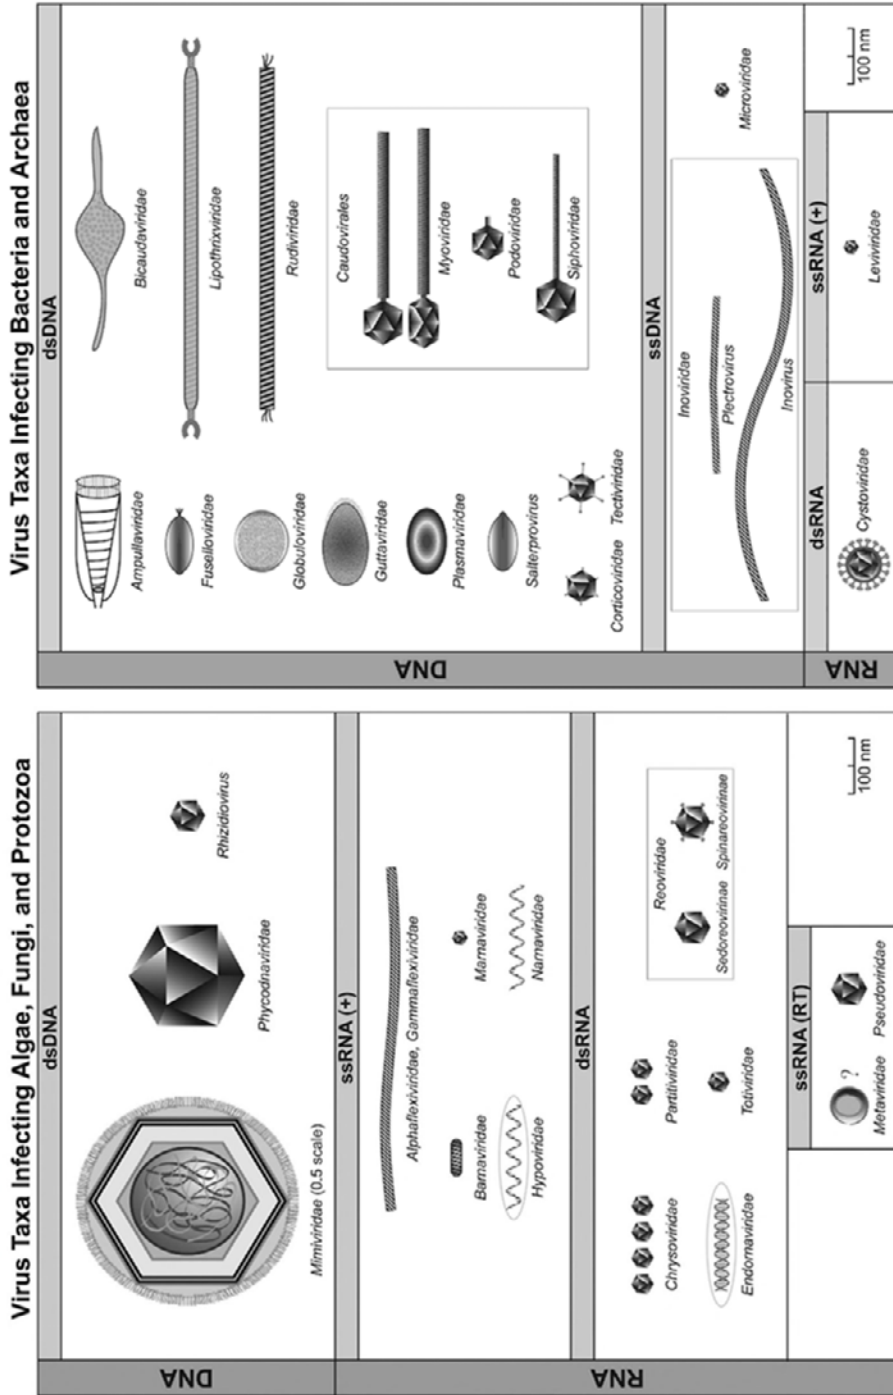 Virus Taxa Infecting Algae, Fungi, and Protozoa
DNA
dsDNA
Mimiviridae (0.5 scale)
Phycodnaviridae
Rhizidiovirus
RNA
ssRNA (+)
Alphaflexiviridae, Gammaflexiviridae
Barnaviridae
Marnaviridae
Hypoviridae
Narnaviridae
dsRNA
Chrysoviridae
Partitiviridae
Reoviridae
Sedoreovirinae
Spinareovirinae
Endornaviridae
Totiviridae
ssRNA (RT)
?
Metaviridae
Pseudoviridae
100 nm
Virus Taxa Infecting Bacteria and Archaea
DNA
dsDNA
Ampullaviridae
Bicaudaviridae
Fuselloviridae
Lipothrixviridae
Globuloviridae
Rudiviridae
Guttaviridae
Caudovirales
Plasmaviridae
Myoviridae
Salterprovirus
Podoviridae
Corticoviridae
Tectiviridae
Siphoviridae
ssDNA
Inoviridae
Plectrovirus
Inovirus
Microviridae
RNA
dsRNA
Cystoviridae
ssRNA (+)
Leviviridae
100 nm